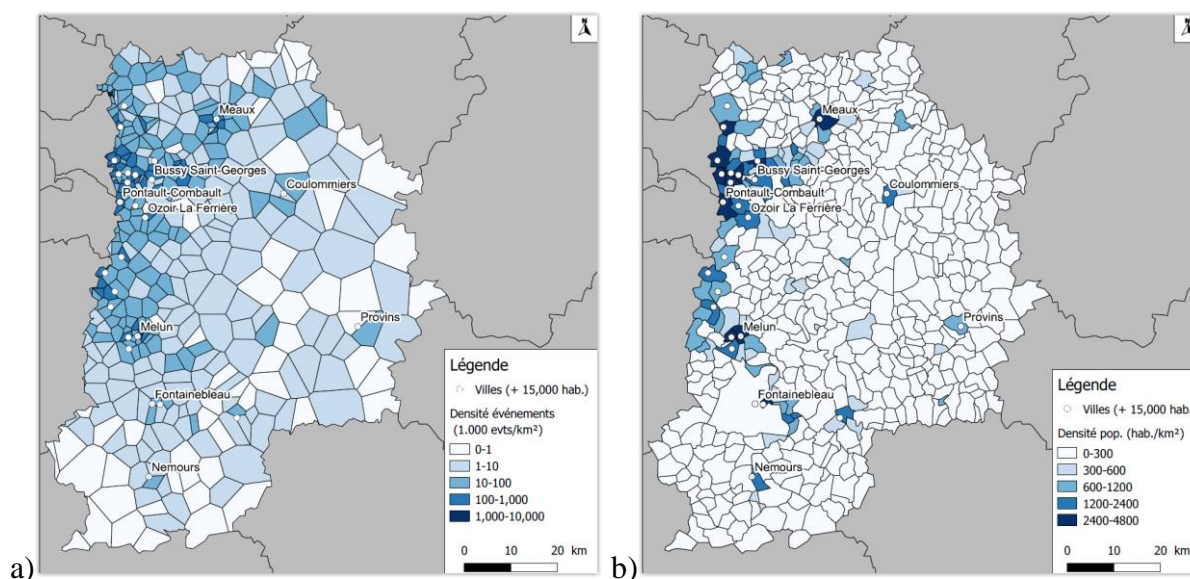 N
Meaux
Bussy Saint-Georges
Coulommiers
Pontault-Combault
Ozoir La Ferrière
Provins
Melun
Fontainebleau
Nemours
Légende
Villes (+ 15,000 hab.)
Densité événements
(1.000 evts/km²)
0-1
1-10
10-100
100-1,000
1,000-10,000
0 10 20 km
a)
N
Meaux
Bussy Saint-Georges
Coulommiers
Pontault-Combault
Ozoir La Ferrière
Provins
Melun
Fontainebleau
Nemours
Légende
Villes (+ 15,000 hab.
Densité pop. (hab./km²)
0-300
300-600
600-1200
1200-2400
2400-4800
0 10 20 km
b)